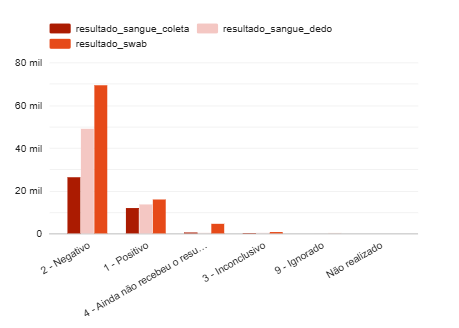 resultado_sangue_coleta
resultado_sangue_dedo
resultado_swab
80 mil
60 mil
40 mil
20 mil
0
2 - Negativo
1 - Positivo
4 - Ainda não recebeu o resu…
3 - Inconclusivo
9 - Ignorado
Não realizado